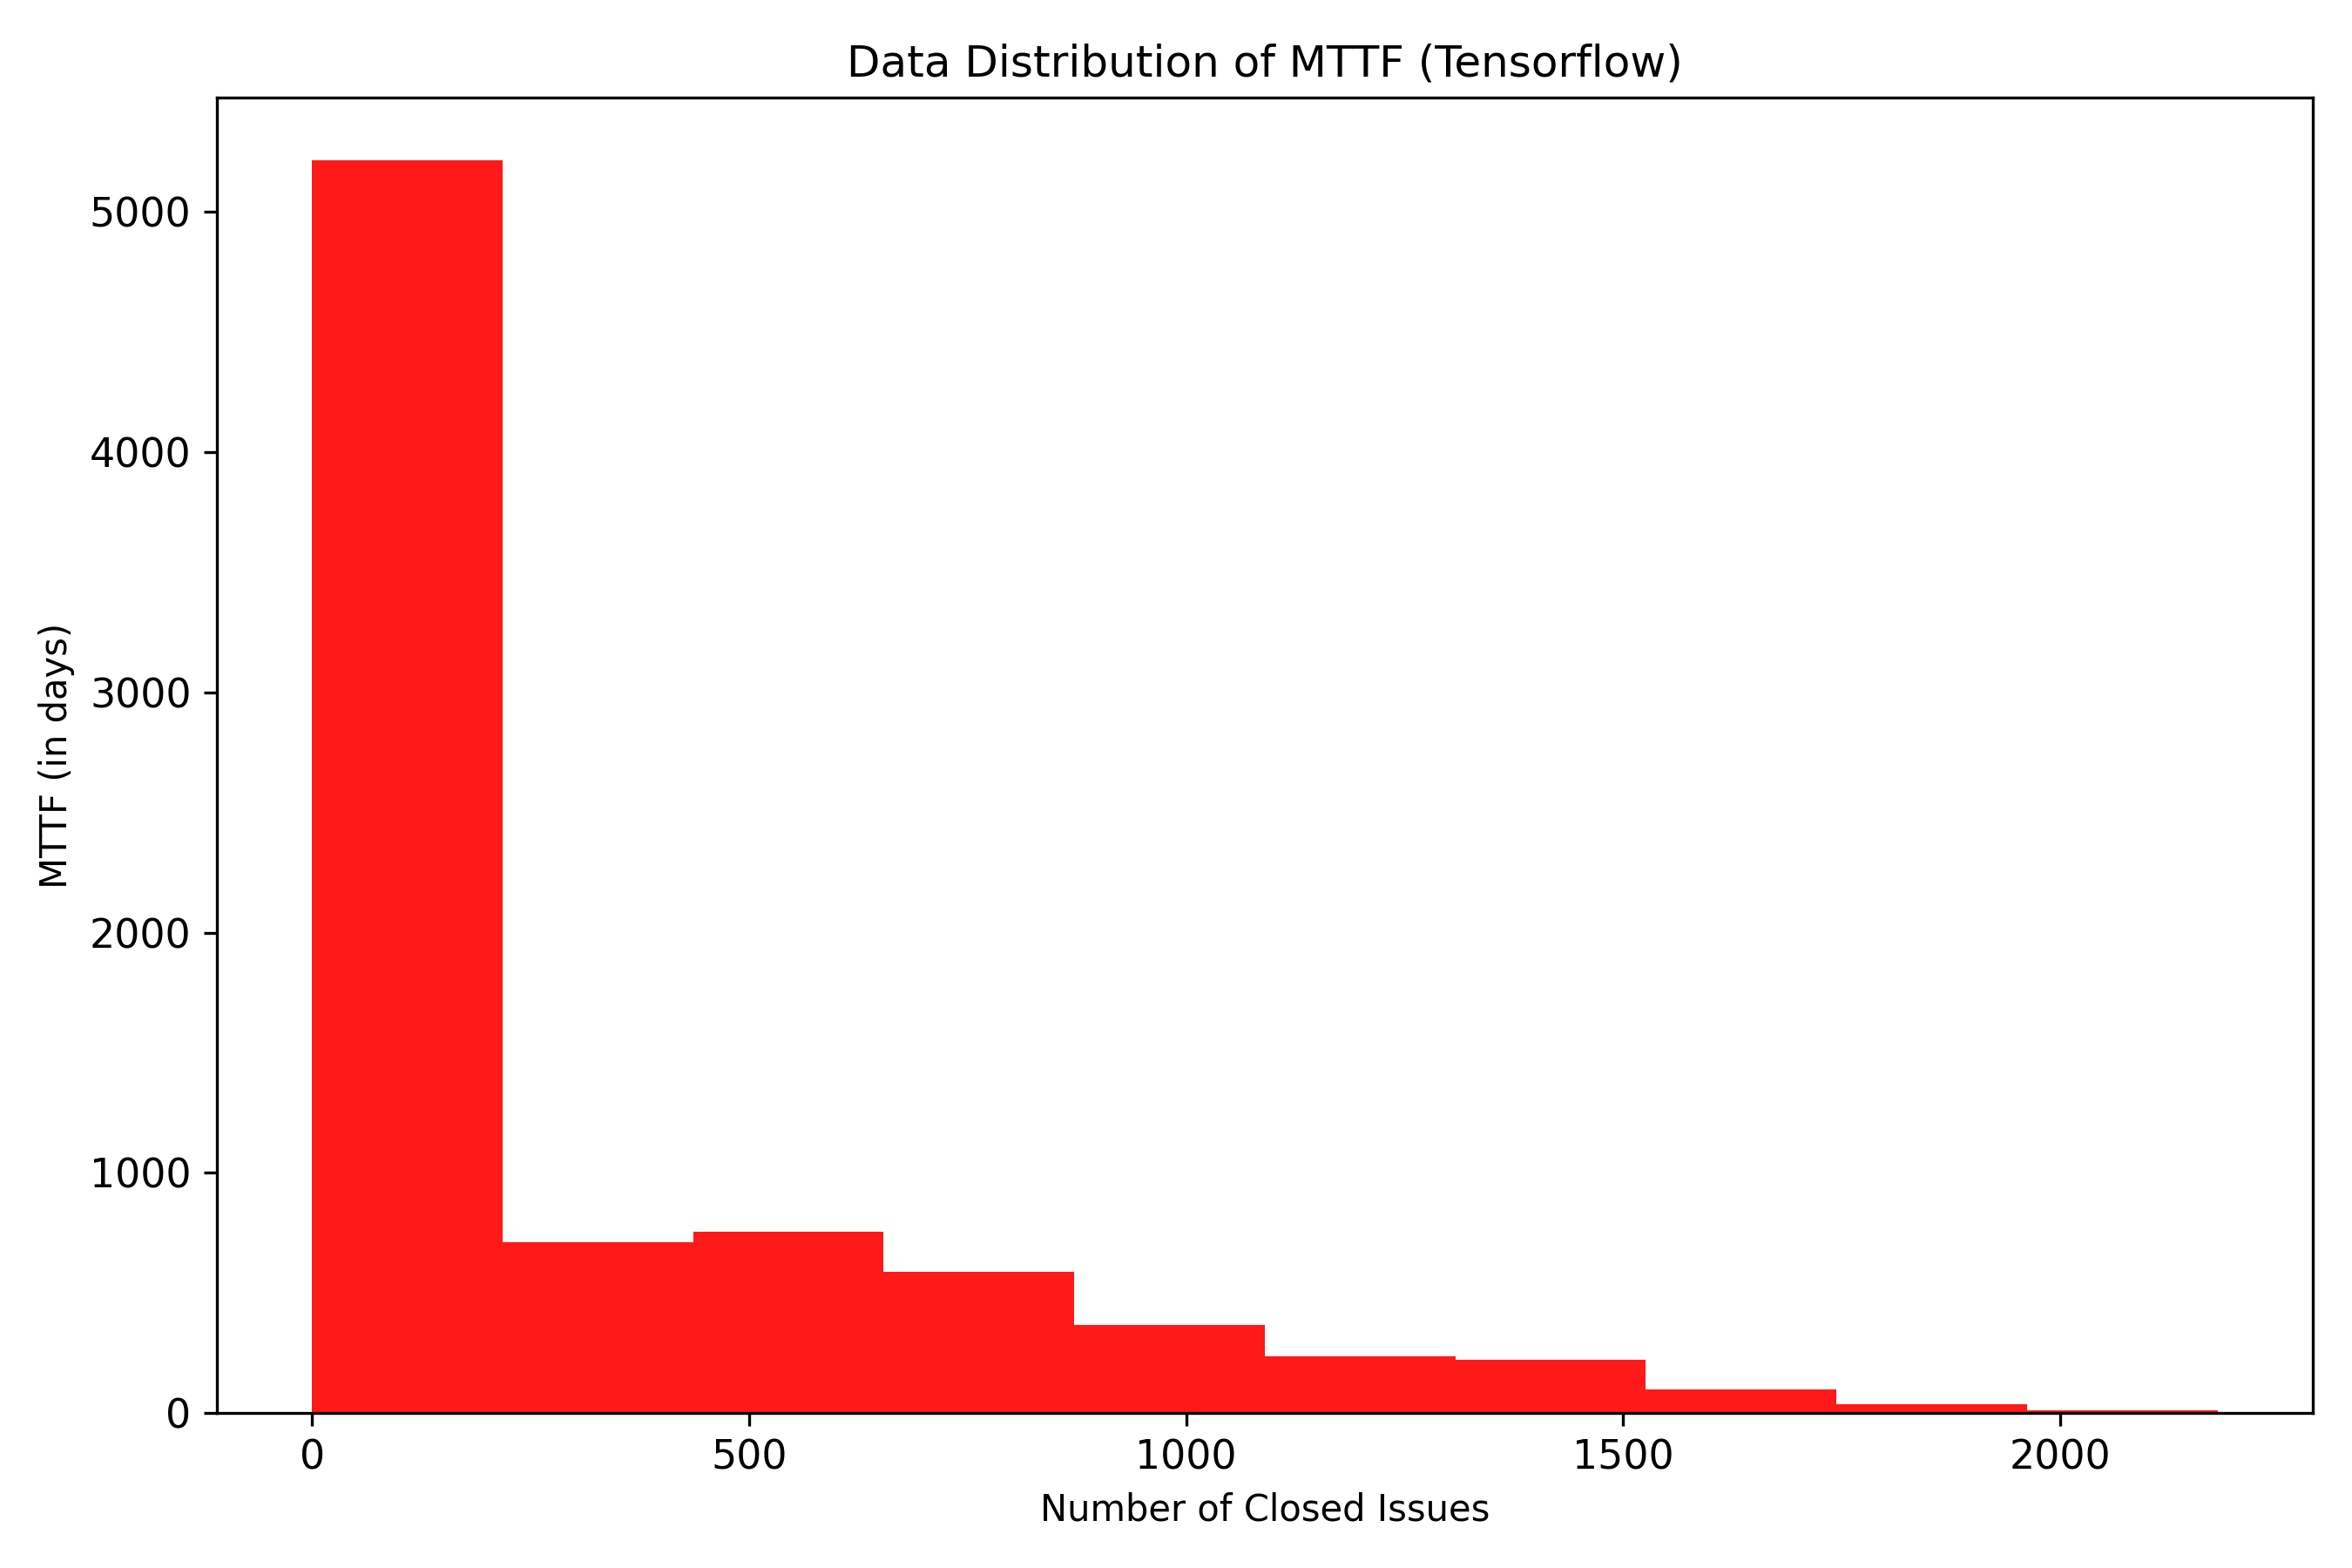 Data Distribution of MTTF (Tensorflow)
MTTF (in days)
5000
4000
3000
2000
1000
0
0 500 1000 1500 2000
Number of Closed Issues